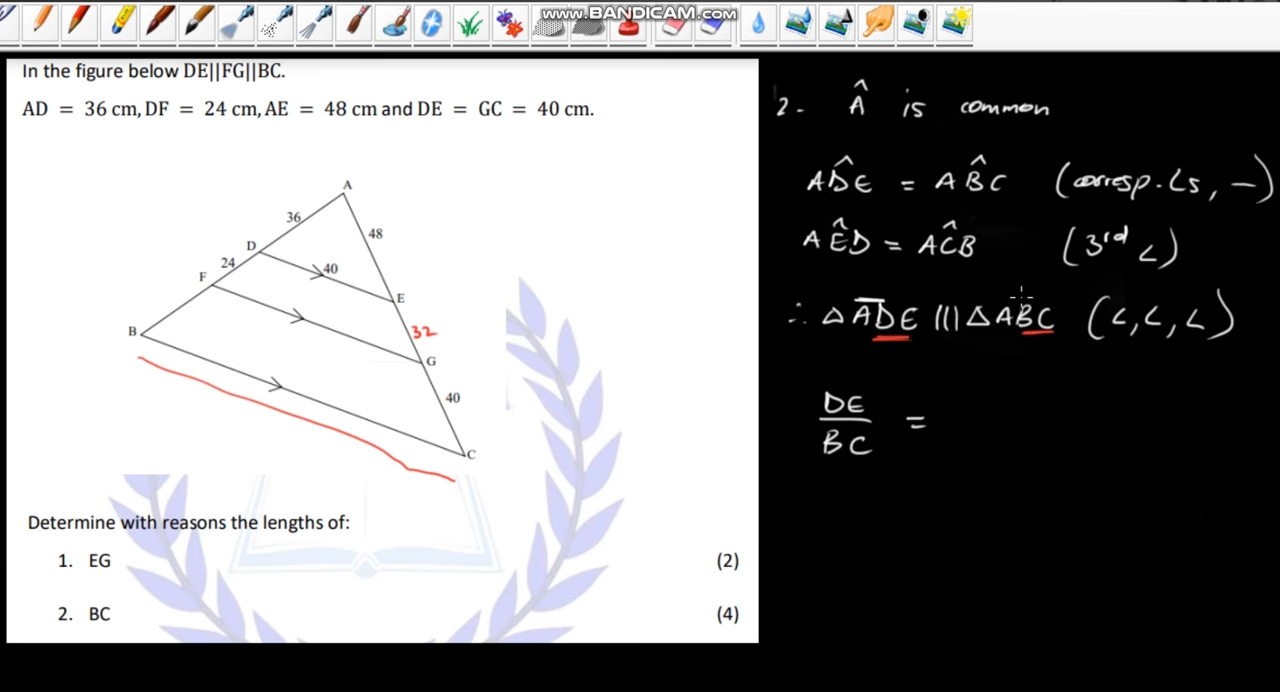 www.BANDICAM.com
In the figure below DE||FG||BC.
AD = 36 cm, DF = 24 cm, AE = 48 cm and DE = GC = 40 cm.
A
36
48
D
24
40
F
E
B
32
G
40
C
Determine with reasons the lengths of:
1. EG (2)
2. BC (4)
2. Â is common
AD̂E = AB̂C (corresp. ∠s, —)
AÊD = AĈB (3rd ∠)
∴ △ADE ||| △ABC (∠, ∠, ∠)
DE
BC =